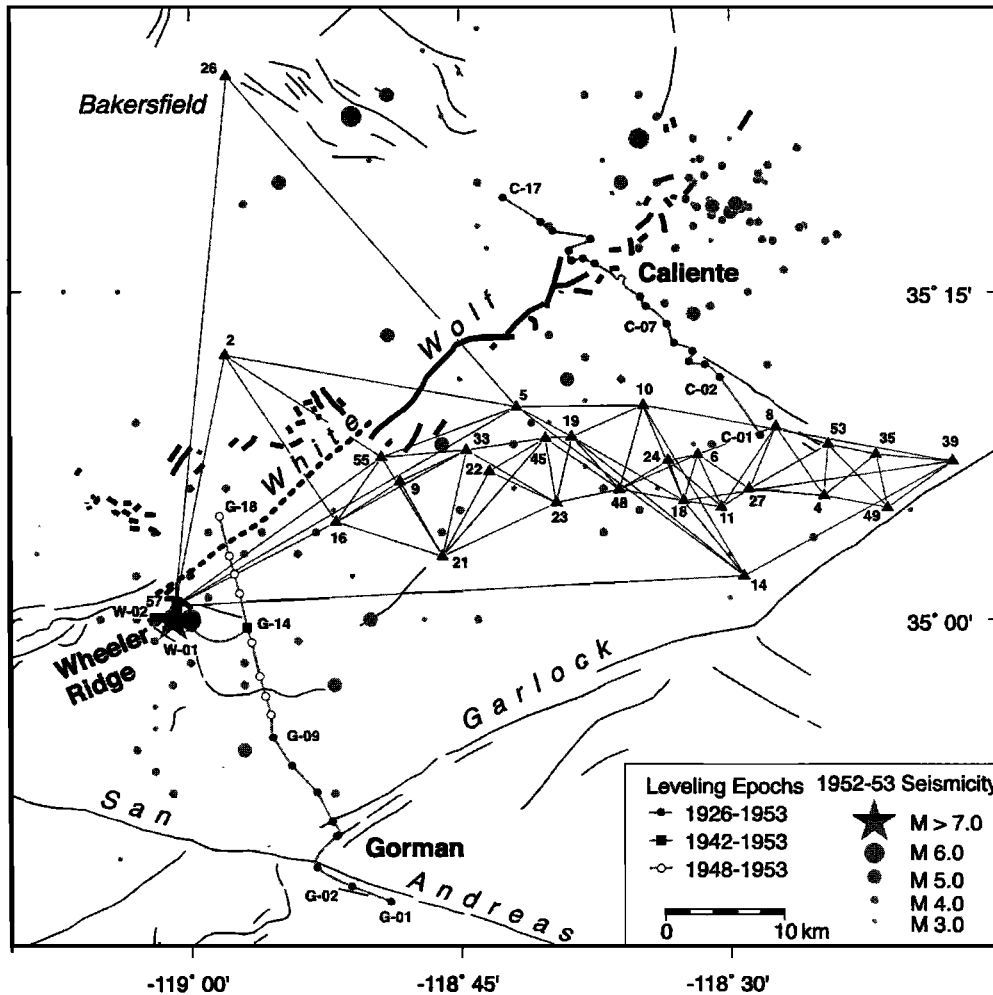 26
Bakersfield
C-17
Caliente
35° 15'
C-07
Wolf
2
C-02
5
10
8
19
C-01
53
35
39
33
White
55
45
24
6
22
9
27
G-18
48
18
11
4
49
23
16
21
14
57
W-02
G-14
35° 00'
W-01
Wheeler
Ridge
Garlock
G-09
San
Gorman
Andreas
G-02
G-01
Leveling Epochs
1926-1953
1942-1953
1948-1953
0 10 km
1952-53 Seismicity
M > 7.0
M 6.0
M 5.0
M 4.0
M 3.0
-119° 00' -118° 45' -118° 30'